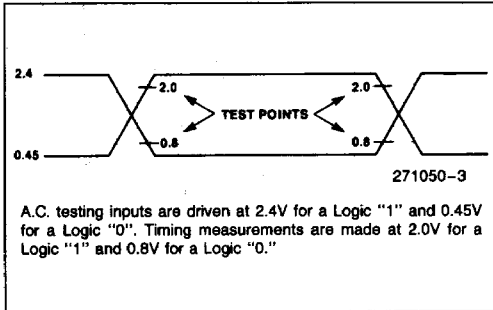 2.4
2.0
2.0
TEST POINTS
0.8
0.8
0.45
271050-3
A.C. testing inputs are driven at 2.4V for a Logic "1" and 0.45V
for a Logic "0". Timing measurements are made at 2.0V for a
Logic "1" and 0.8V for a Logic "0."